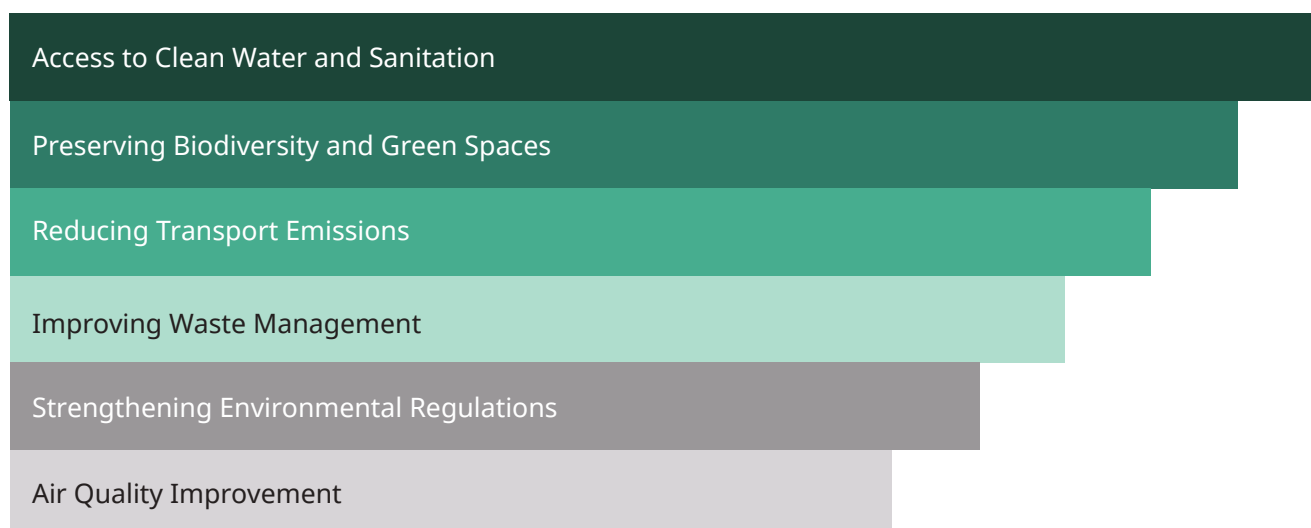 Access to Clean Water and Sanitation
Preserving Biodiversity and Green Spaces
Reducing Transport Emissions
Improving Waste Management
Strengthening Environmental Regulations
Air Quality Improvement